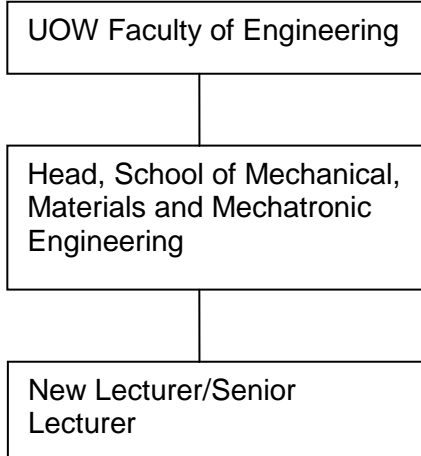 UOW Faculty of Engineering
Head, School of Mechanical,
Materials and Mechatronic
Engineering
New Lecturer/Senior
Lecturer